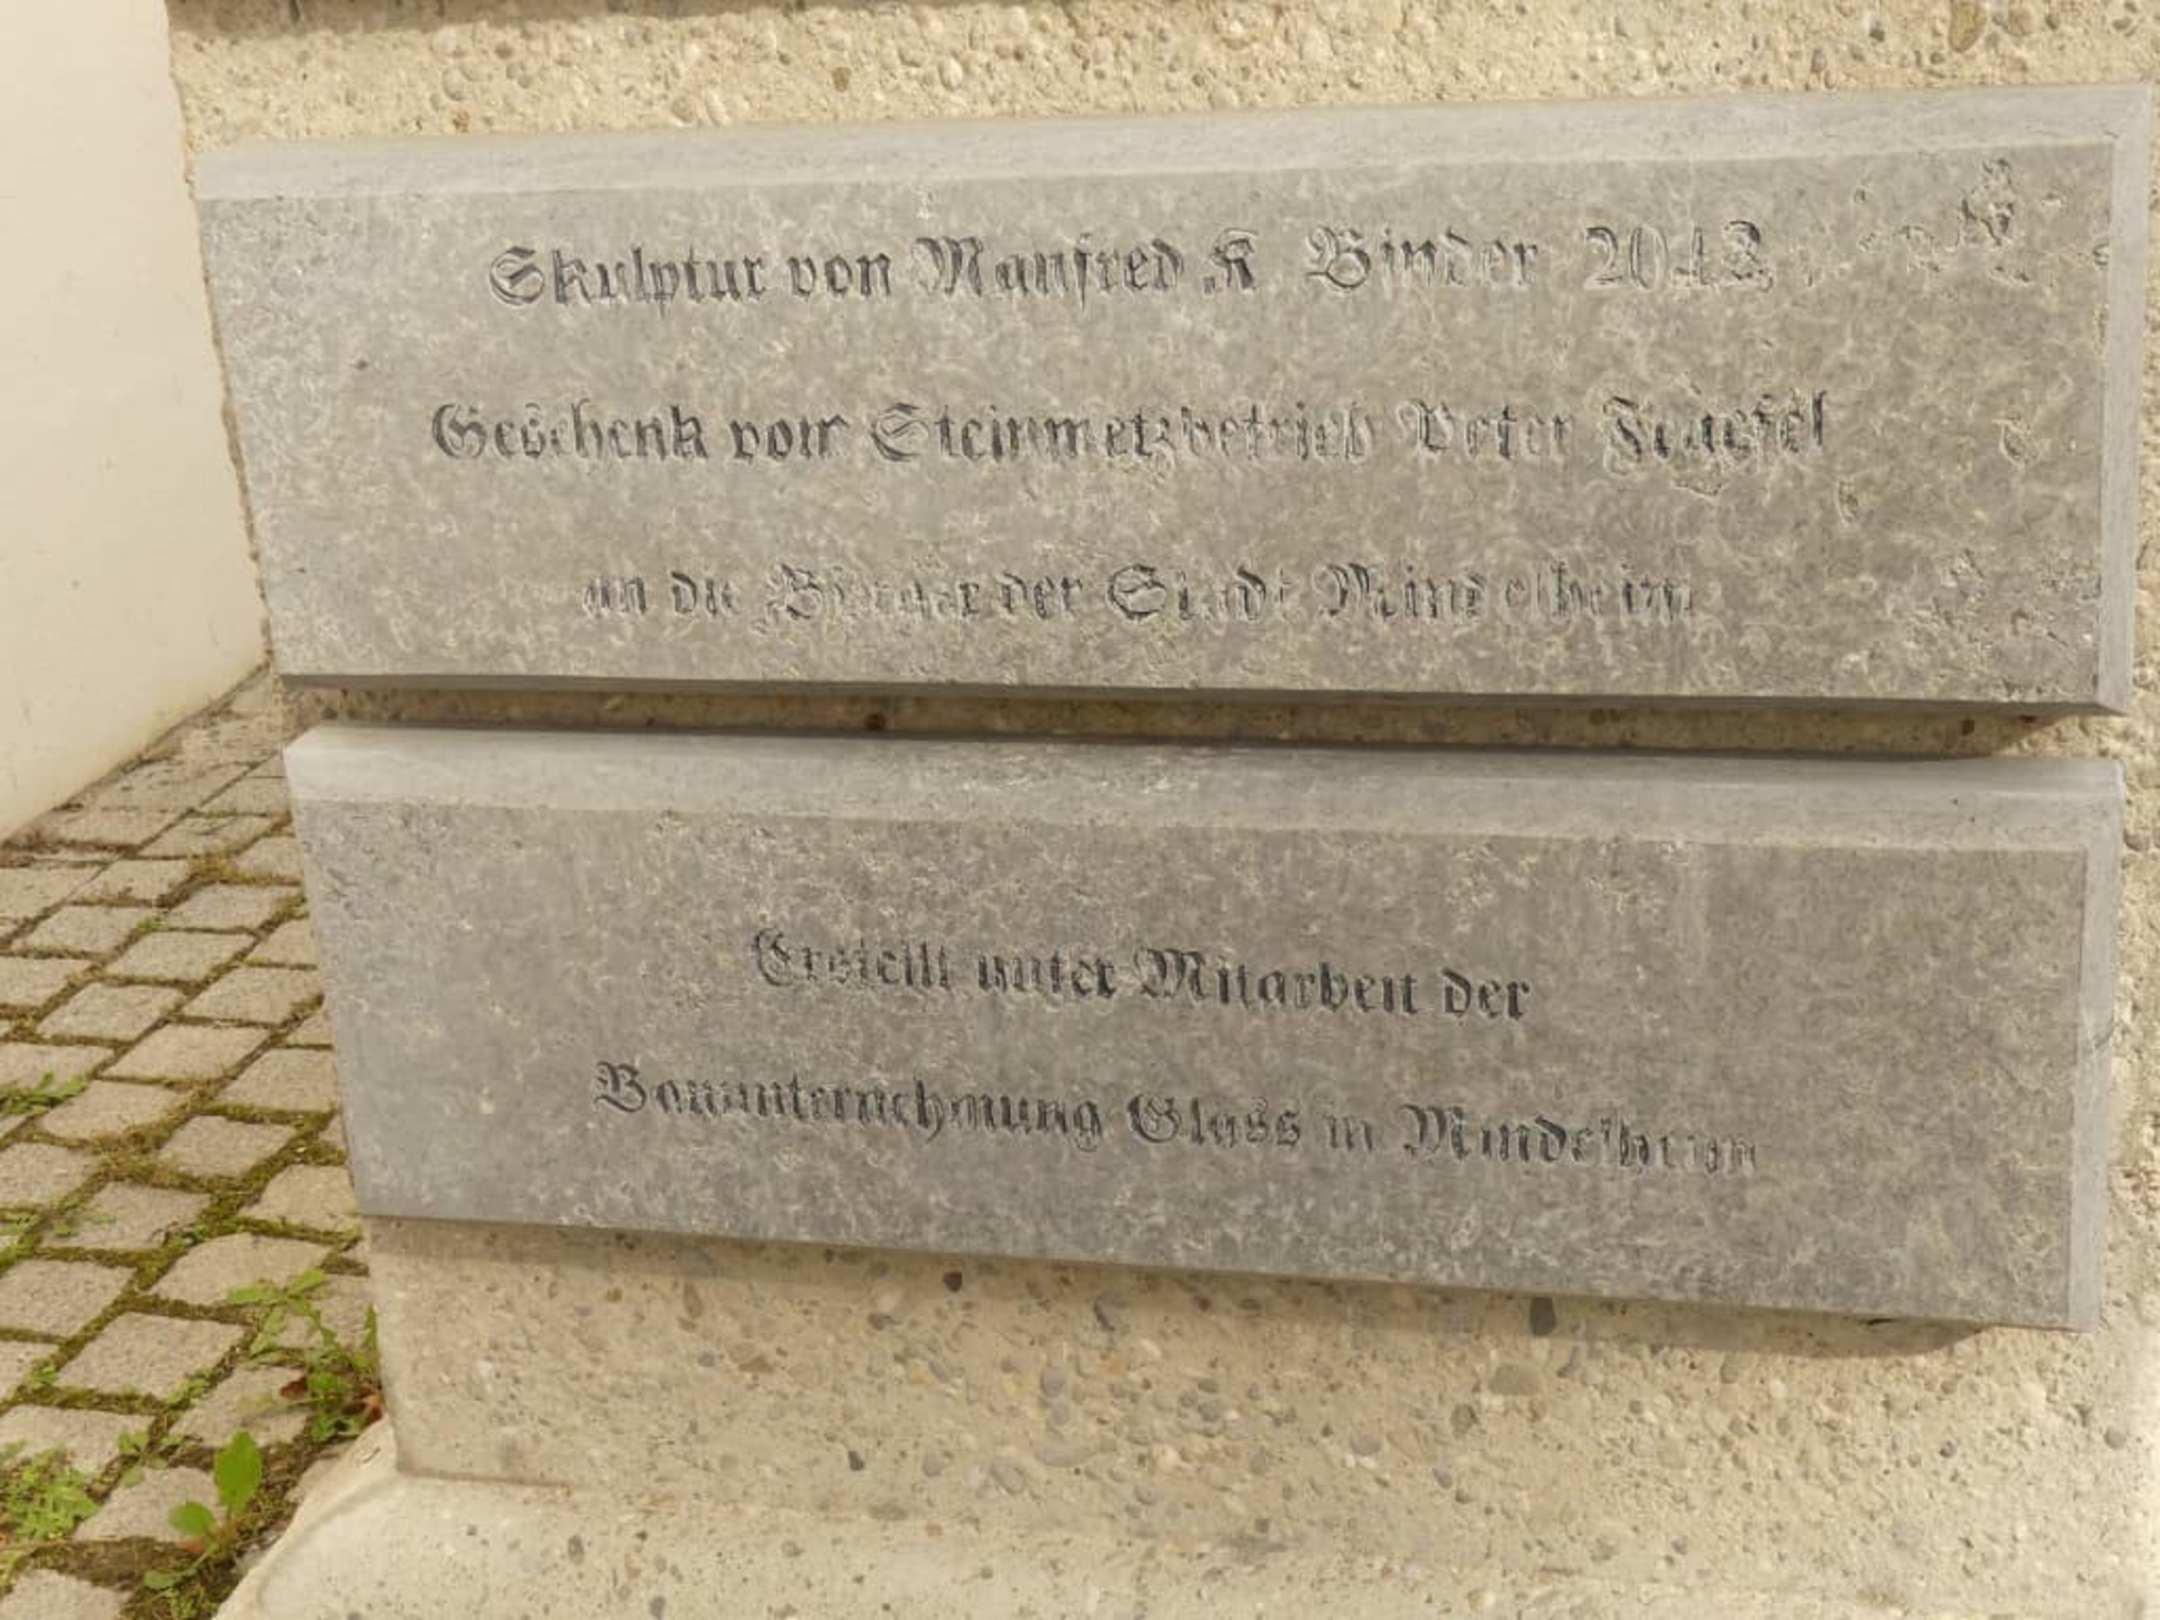 Skulptur von Manfred K Binder
Geschenk vom Steinmetzbetrieb Peter
an die Bürger der Stadt Mindelheim
Erstellt unter Mitarbeit der
Bauunternehmung Glass in Mindelheim